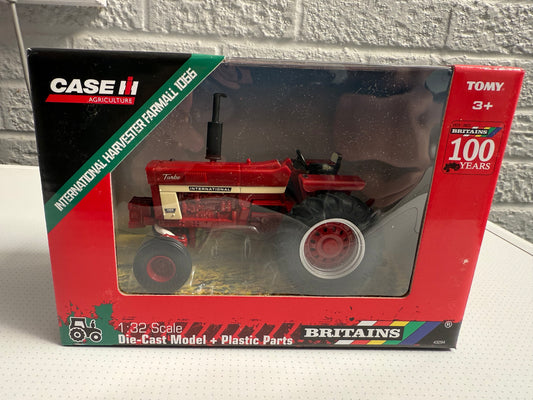 CASE IH
AGRICULTURE
INTERNATIONAL HARVESTER FARMALL 1066
TOMY
3+
BRITAINS
100
YEARS
Turbo
INTERNATIONAL
1:32 Scale
Die-Cast Model + Plastic Parts
BRITAINS
®
43294